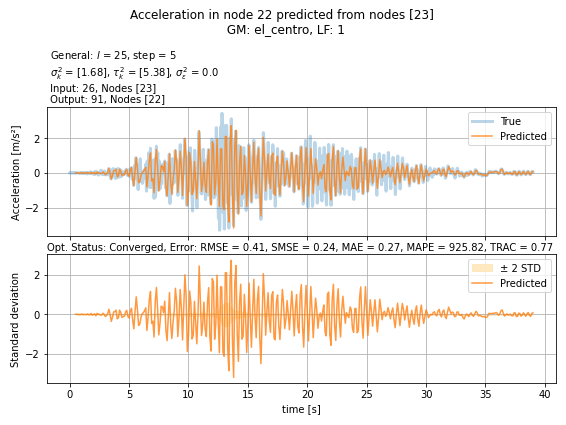 Acceleration in node 22 predicted from nodes [23]
GM: el_centro, LF: 1
General: l = 25, step = 5
σ²ₖ = [1.68], τ²ₖ = [5.38], σ²ε = 0.0
Input: 26, Nodes [23]
Output: 91, Nodes [22]
Acceleration [m/s²]
2
0
−2
True
Predicted
Opt. Status: Converged, Error: RMSE = 0.41, SMSE = 0.24, MAE = 0.27, MAPE = 925.82, TRAC = 0.77
Standard deviation
2
0
−2
± 2 STD
Predicted
0 5 10 15 20 25 30 35 40
time [s]